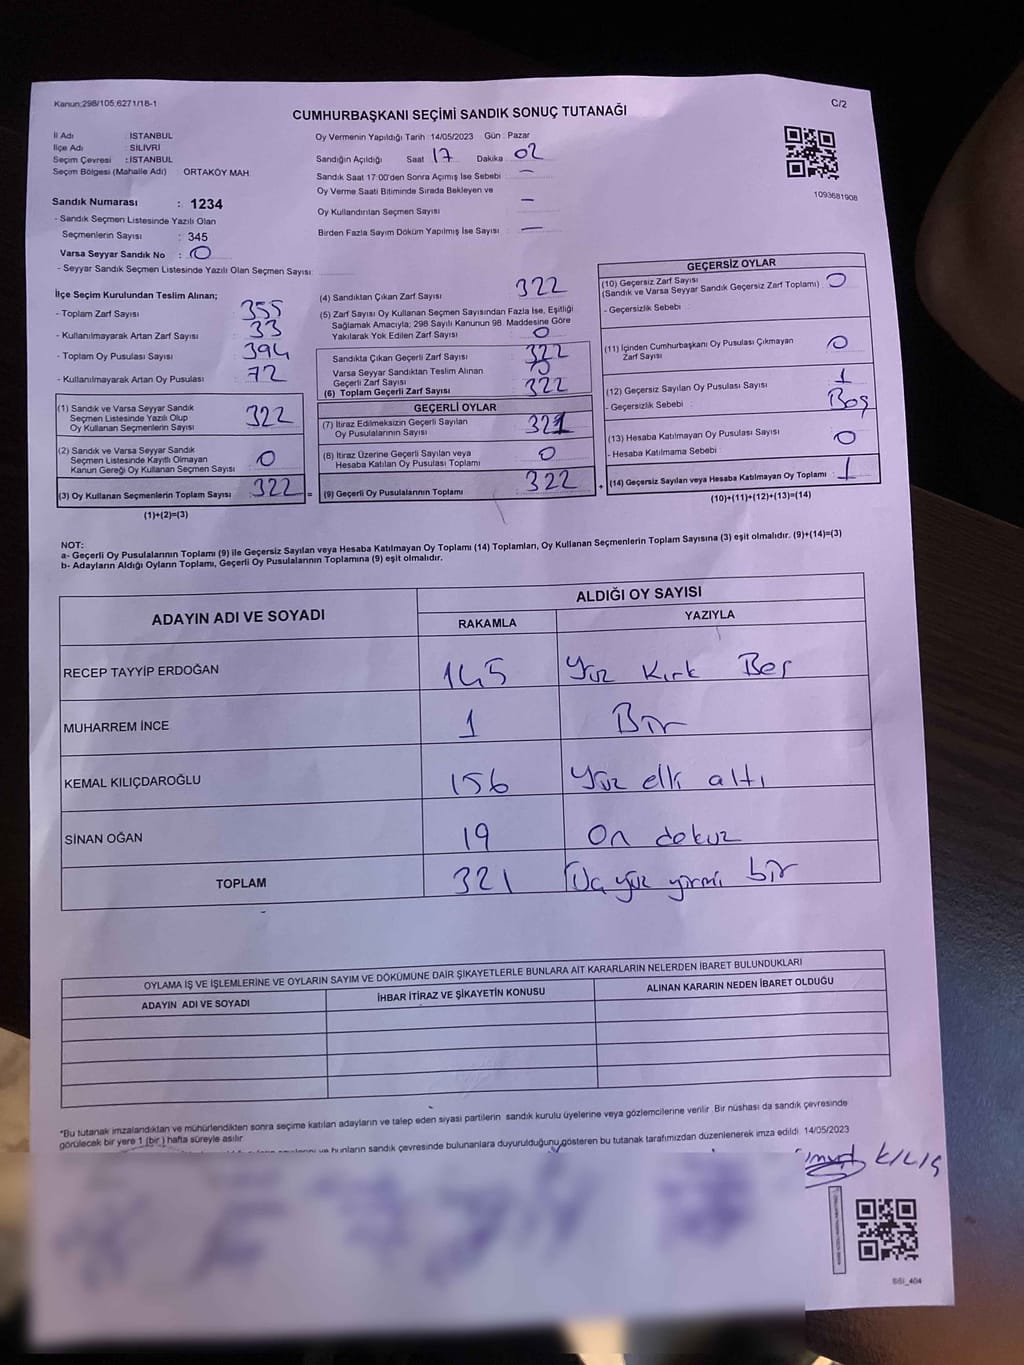 Kanun:298/105;6271/18-1
C/2
CUMHURBAŞKANI SEÇİMİ SANDIK SONUÇ TUTANAĞI
İl Adı : İSTANBUL
İlçe Adı : SİLİVRİ
Seçim Çevresi : İSTANBUL
Seçim Bölgesi (Mahalle Adı) ORTAKÖY MAH.
Sandık Numarası : 1234
- Sandık Seçmen Listesinde Yazılı Olan
Seçmenlerin Sayısı : 345
Varsa Seyyar Sandık No : 0
- Seyyar Sandık Seçmen Listesinde Yazılı Olan Seçmen Sayısı:
Oy Vermenin Yapıldığı Tarih : 14/05/2023 Gün : Pazar
Sandığın Açıldığı Saat 17 Dakika 02
Sandık Saat 17:00'den Sonra Açımış İse Sebebi : —
Oy Verme Saati Bitiminde Sırada Bekleyen ve
Oy Kullandırılan Seçmen Sayısı —
Birden Fazla Sayım Döküm Yapılmış İse Sayısı : —
1093681908
İlçe Seçim Kurulundan Teslim Alınan;
- Toplam Zarf Sayısı : 355
- Kullanılmayarak Artan Zarf Sayısı : 33
- Toplam Oy Pusulası Sayısı : 394
- Kullanılmayarak Artan Oy Pusulası : 72
(1) Sandık ve Varsa Seyyar Sandık
Seçmen Listesinde Yazılı Olup
Oy Kullanan Seçmenlerin Sayısı : 322
(2) Sandık ve Varsa Seyyar Sandık
Seçmen Listesinde Kayıtlı Olmayan
Kanun Gereği Oy Kullanan Seçmen Sayısı : 0
(3) Oy Kullanan Seçmenlerin Toplam Sayısı : 322 =
(1)+(2)=(3)
(4) Sandıktan Çıkan Zarf Sayısı 322
(5) Zarf Sayısı Oy Kullanan Seçmen Sayısından Fazla İse, Eşitliği
Sağlamak Amacıyla, 298 Sayılı Kanunun 98. Maddesine Göre
Yakılarak Yok Edilen Zarf Sayısı : 0
Sandıkta Çıkan Geçerli Zarf Sayısı : 322
Varsa Seyyar Sandıktan Teslim Alınan
Geçerli Zarf Sayısı
(6) Toplam Geçerli Zarf Sayısı : 322
GEÇERLİ OYLAR
(7) İtiraz Edilmeksizin Geçerli Sayılan
Oy Pusulalarının Sayısı : 321
(8) İtiraz Üzerine Geçerli Sayılan veya
Hesaba Katılan Oy Pusulası Toplamı : 0
(9) Geçerli Oy Pusulalarının Toplamı : 322 +
GEÇERSİZ OYLAR
(10) Geçersiz Zarf Sayısı
(Sandık ve Varsa Seyyar Sandık Geçersiz Zarf Toplamı) : 0
- Geçersizlik Sebebi :
(11) İçinden Cumhurbaşkanı Oy Pusulası Çıkmayan
Zarf Sayısı : 0
(12) Geçersiz Sayılan Oy Pusulası Sayısı : 1
- Geçersizlik Sebebi : Boş
(13) Hesaba Katılmayan Oy Pusulası Sayısı : 0
- Hesaba Katılmama Sebebi :
(14) Geçersiz Sayılan veya Hesaba Katılmayan Oy Toplamı : 1
(10)+(11)+(12)+(13)=(14)
NOT:
a- Geçerli Oy Pusulalarının Toplamı (9) ile Geçersiz Sayılan veya Hesaba Katılmayan Oy Toplamı (14) Toplamları, Oy Kullanan Seçmenlerin Toplam Sayısına (3) eşit olmalıdır. (9)+(14)=(3)
b- Adayların Aldığı Oyların Toplamı, Geçerli Oy Pusulalarının Toplamına (9) eşit olmalıdır.
ADAYIN ADI VE SOYADI
ALDIĞI OY SAYISI
RAKAMLA YAZIYLA
RECEP TAYYİP ERDOĞAN 145 Yüz Kırk Beş
MUHARREM İNCE 1 Bir
KEMAL KILIÇDAROĞLU 156 Yüz elli altı
SİNAN OĞAN 19 On dokuz
TOPLAM 321 Üç yüz yirmi bir
OYLAMA İŞ VE İŞLEMLERİNE VE OYLARIN SAYIM VE DÖKÜMÜNE DAİR ŞİKAYETLERLE BUNLARA AİT KARARLARIN NELERDEN İBARET BULUNDUKLARI
ADAYIN ADI VE SOYADI İHBAR İTİRAZ VE ŞİKAYETİN KONUSU ALINAN KARARIN NEDEN İBARET OLDUĞU
*Bu tutanak imzalandıktan ve mühürlendikten sonra seçime katılan adayların ve talep eden siyasi partilerin sandık kurulu üyelerine veya gözlemcilerine verilir. Bir nüshası da sandık çevresinde
görülecek bir yere 1 (bir ) hafta süreyle asılır.
bunların sandık çevresinde bulunanlara duyurulduğunu gösteren bu tutanak tarafımızdan düzenlenerek imza edildi. 14/05/2023
KILIÇ